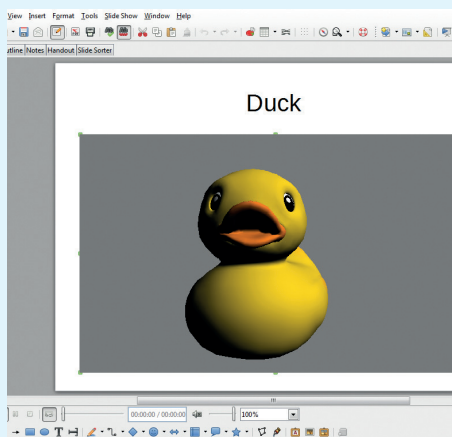 View Insert Format Tools Slide Show Window Help
Notes Handout Slide Sorter
Duck
00:00:00 / 00:00:00 100%